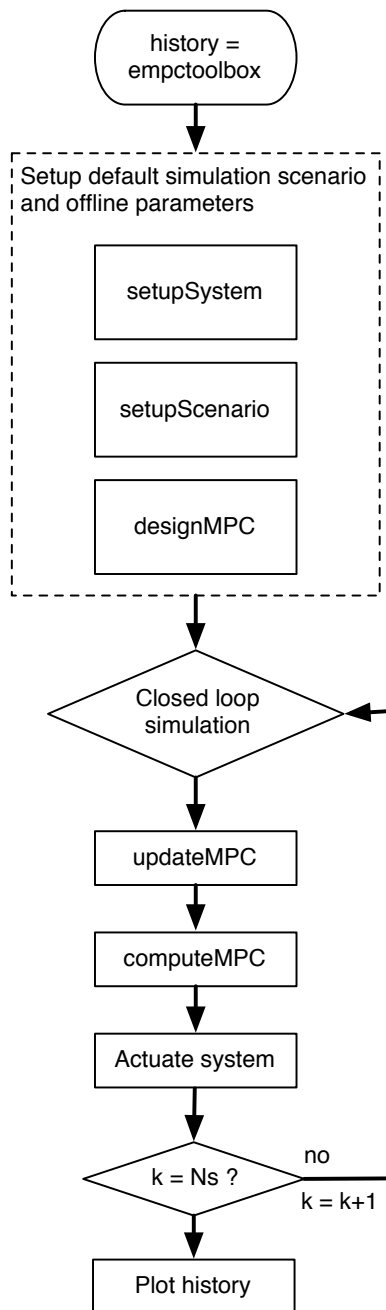 history =
empctoolbox
Setup default simulation scenario
and offline parameters
setupSystem
setupScenario
designMPC
Closed loop
simulation
updateMPC
computeMPC
Actuate system
k = Ns ?
no
k = k+1
Plot history